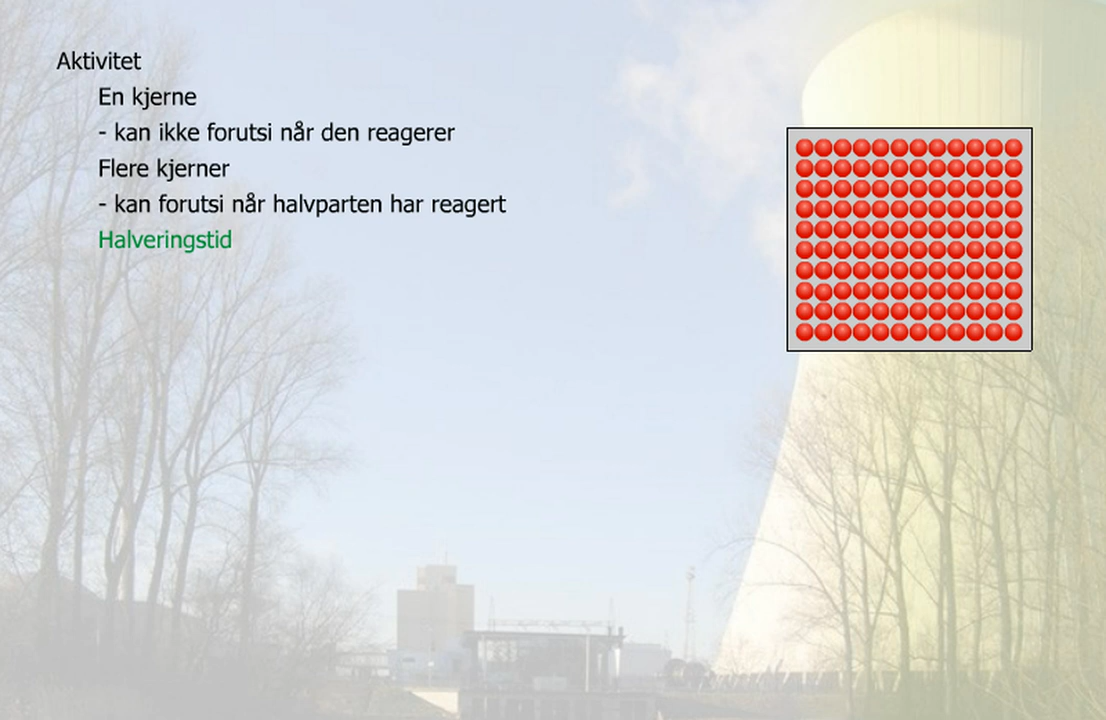 Aktivitet
En kjerne
- kan ikke forutsi når den reagerer
Flere kjerner
- kan forutsi når halvparten har reagert
Halveringstid